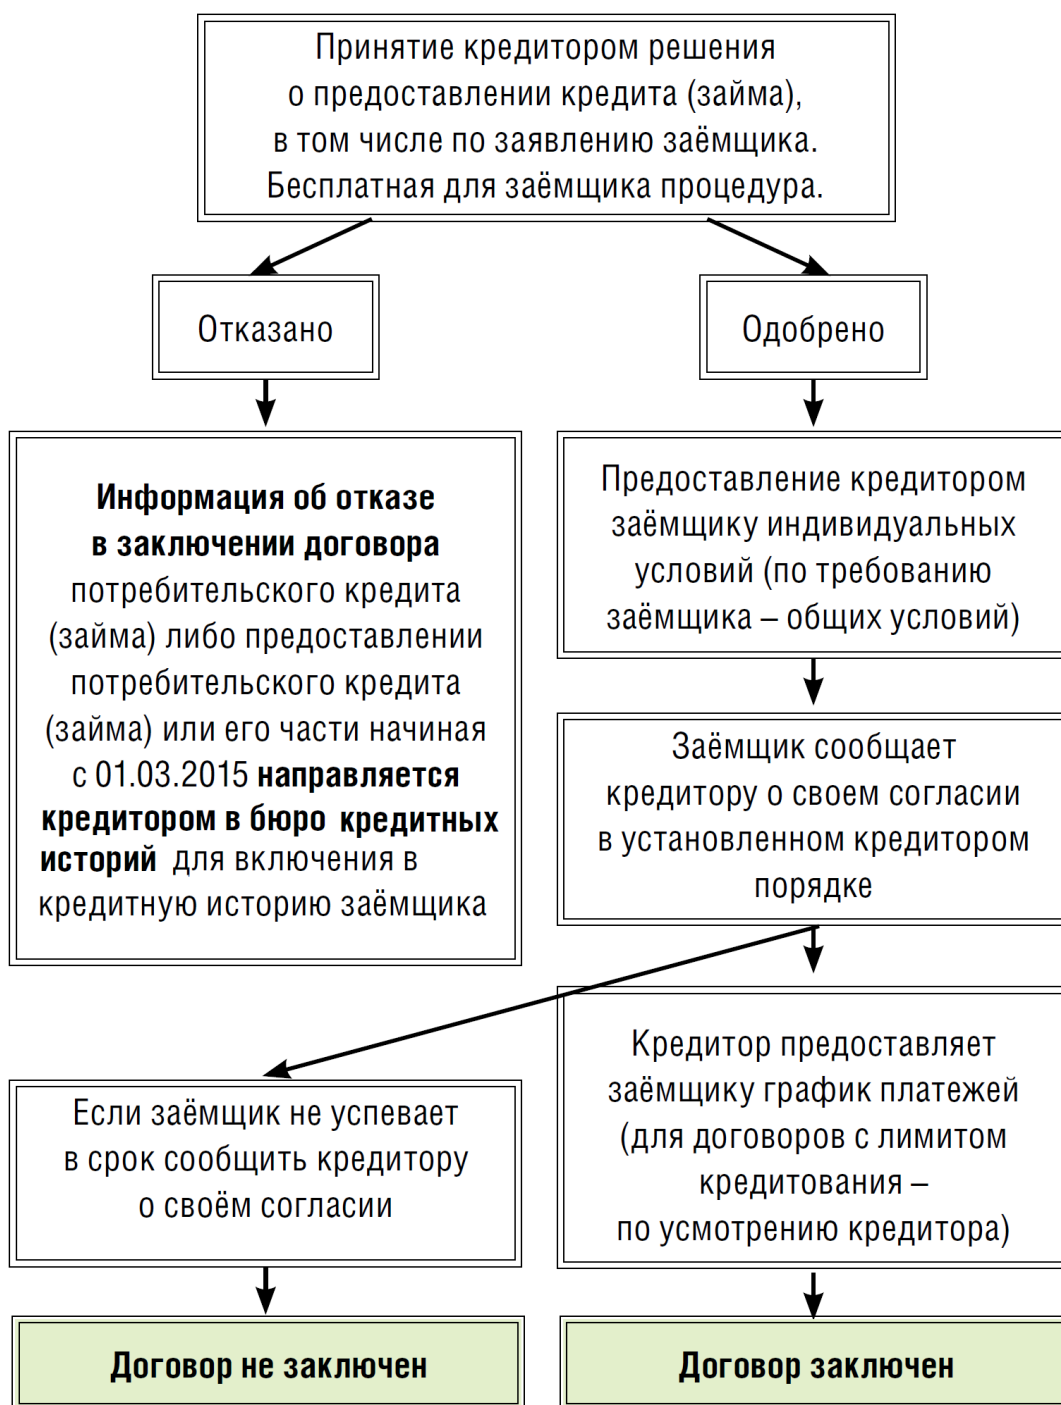 Принятие кредитором решения
о предоставлении кредита (займа),
в том числе по заявлению заёмщика.
Бесплатная для заёмщика процедура.
Отказано
Одобрено
Информация об отказе
в заключении договора
потребительского кредита
(займа) либо предоставлении
потребительского кредита
(займа) или его части начиная
с 01.03.2015 направляется
кредитором в бюро кредитных
историй для включения в
кредитную историю заёмщика
Предоставление кредитором
заёмщику индивидуальных
условий (по требованию
заёмщика – общих условий)
Заёмщик сообщает
кредитору о своем согласии
в установленном кредитором
порядке
Если заёмщик не успевает
в срок сообщить кредитору
о своём согласии
Кредитор предоставляет
заёмщику график платежей
(для договоров с лимитом
кредитования –
по усмотрению кредитора)
Договор не заключен
Договор заключен